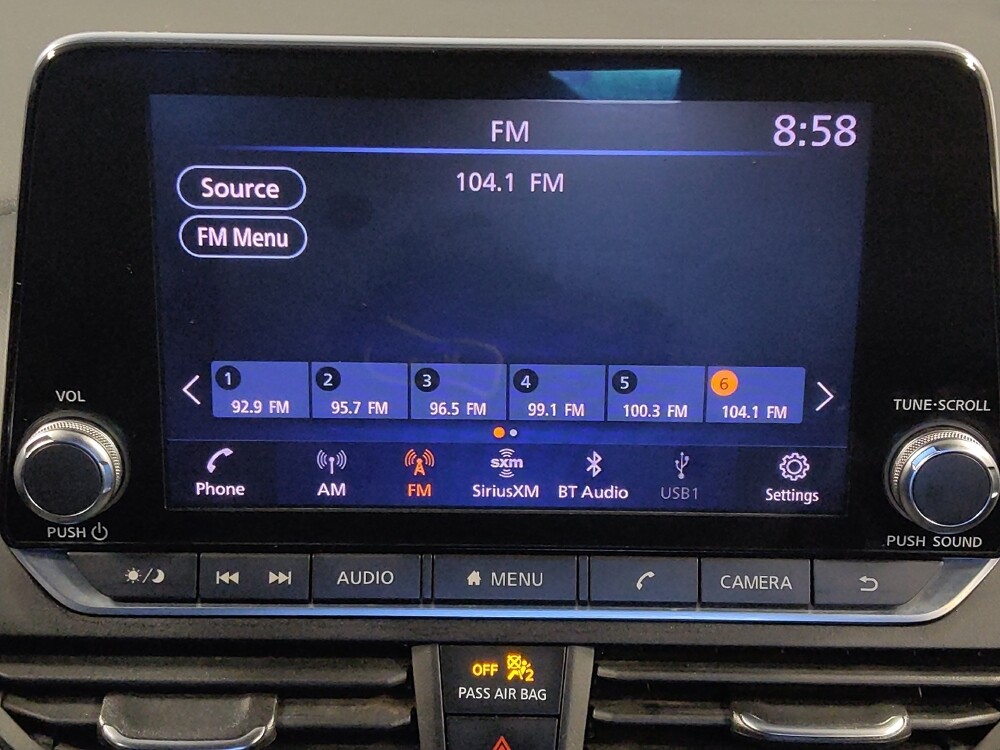 FM
8:58
Source
104.1 FM
FM Menu
1 2 3 4 5 6
92.9 FM 95.7 FM 96.5 FM 99.1 FM 100.3 FM 104.1 FM
VOL
TUNE·SCROLL
sxm
Phone AM FM SiriusXM BT Audio USB1 Settings
PUSH
PUSH SOUND
AUDIO MENU CAMERA
OFF 2
PASS AIR BAG